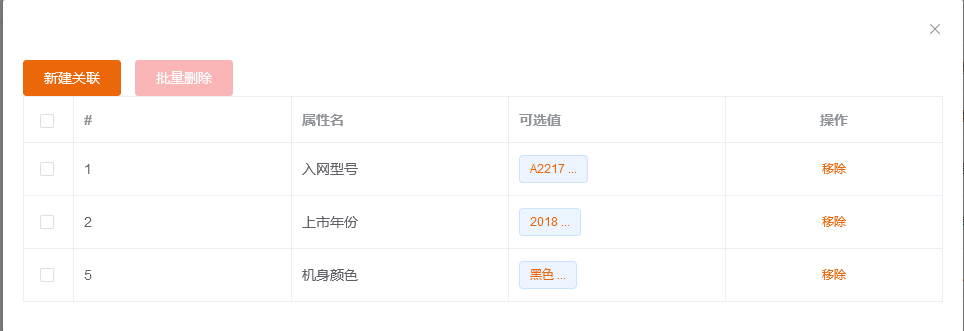 新建关联 批量删除
# 属性名 可选值 操作
1 入网型号 A2217 ... 移除
2 上市年份 2018 ... 移除
5 机身颜色 黑色 ... 移除